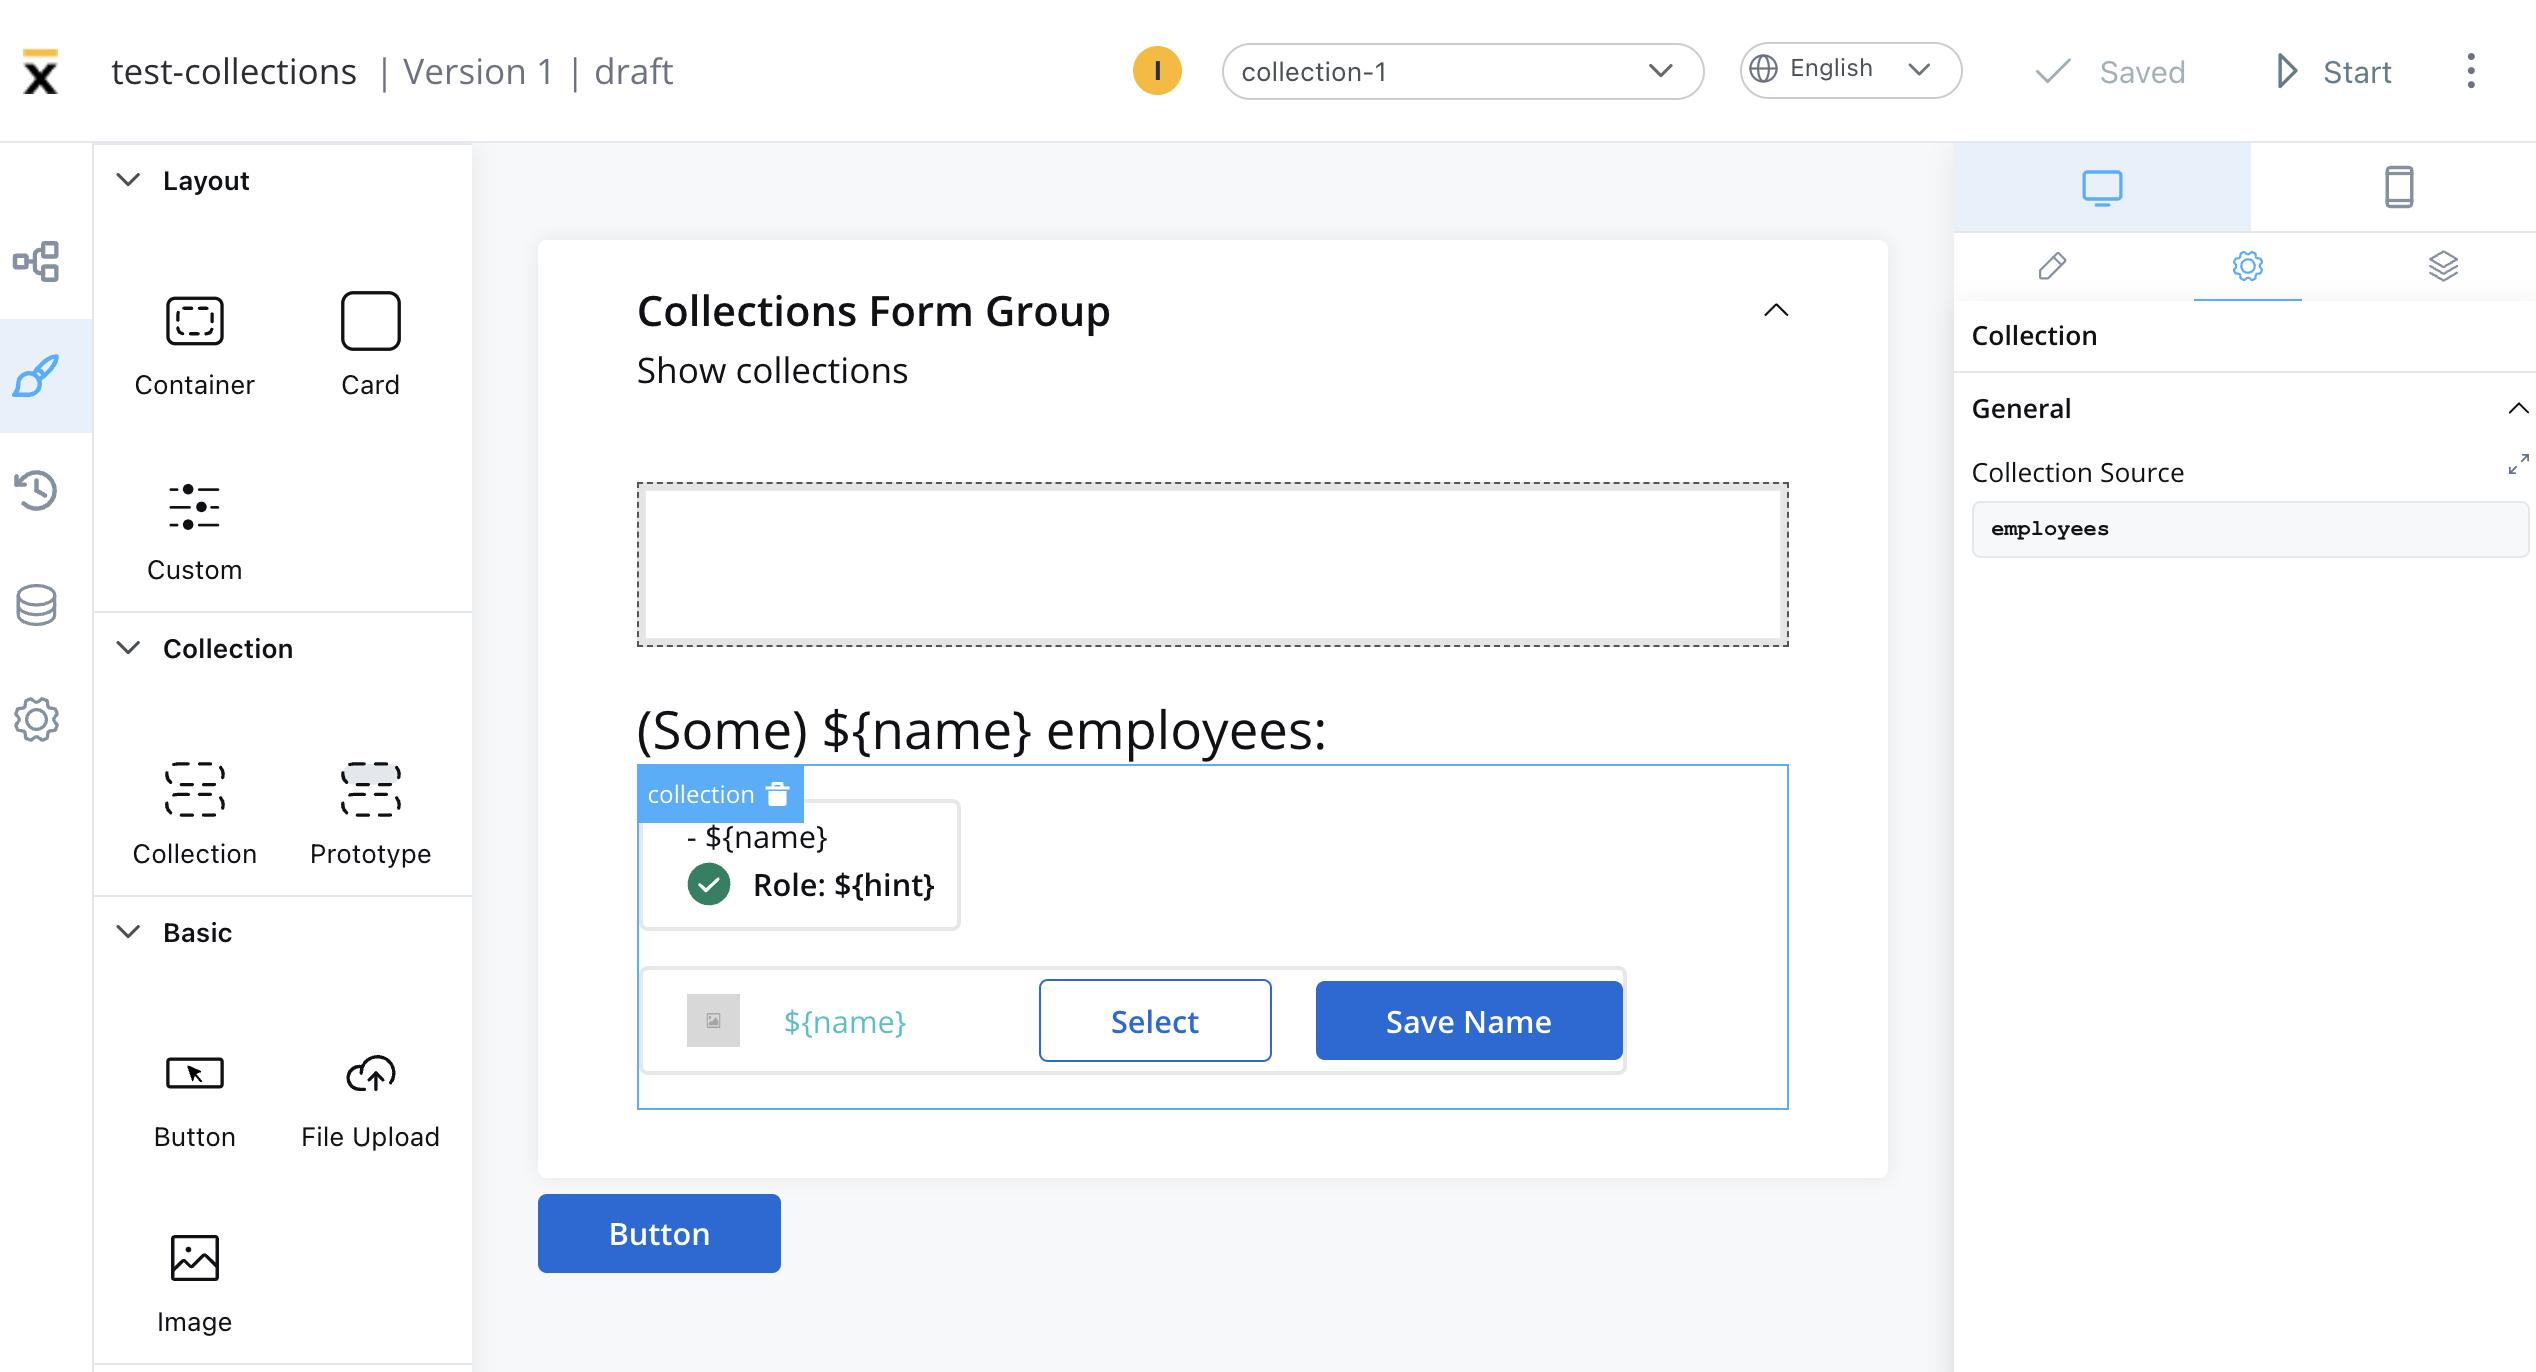 test-collections | Version 1 | draft
I
collection-1
English
Saved
Start
Layout
Container
Card
Custom
Collection
Collection
Prototype
Basic
Button
File Upload
Image
Collections Form Group
Show collections
(Some) ${name} employees:
collection
- ${name}
Role: ${hint}
${name}
Select
Save Name
Button
Collection
General
Collection Source
employees